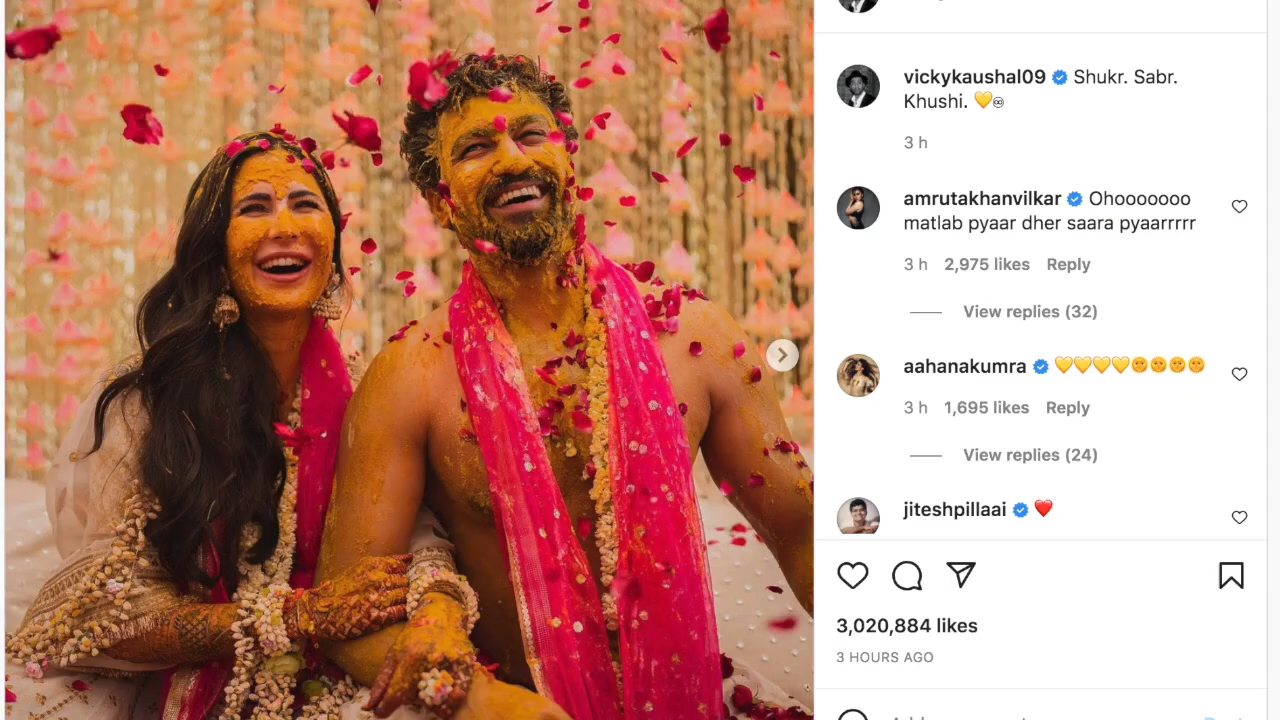 vickykaushal09 Shukr. Sabr.
Khushi. 💛♾
3 h
amrutakhanvilkar Ohooooooo
matlab pyaar dher saara pyaarrrrr
3 h 2,975 likes Reply
View replies (32)
aahanakumra 💛💛💛💛🌼🌼🌼🌼
3 h 1,695 likes Reply
View replies (24)
jiteshpillaai ❤️
3,020,884 likes
3 HOURS AGO